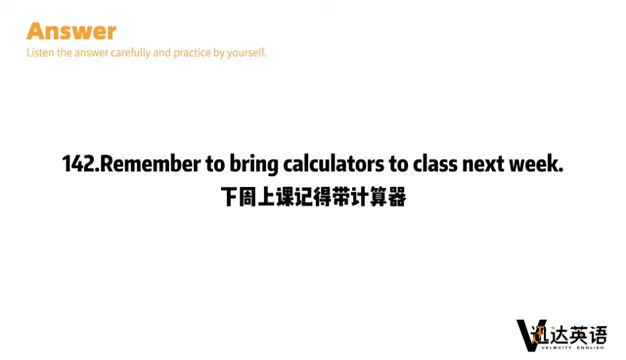 Answer
Listen the answer carefully and practice by yourself.
142.Remember to bring calculators to class next week.
下周上课记得带计算器
V迅达英语
VELOCITY ENGLISH